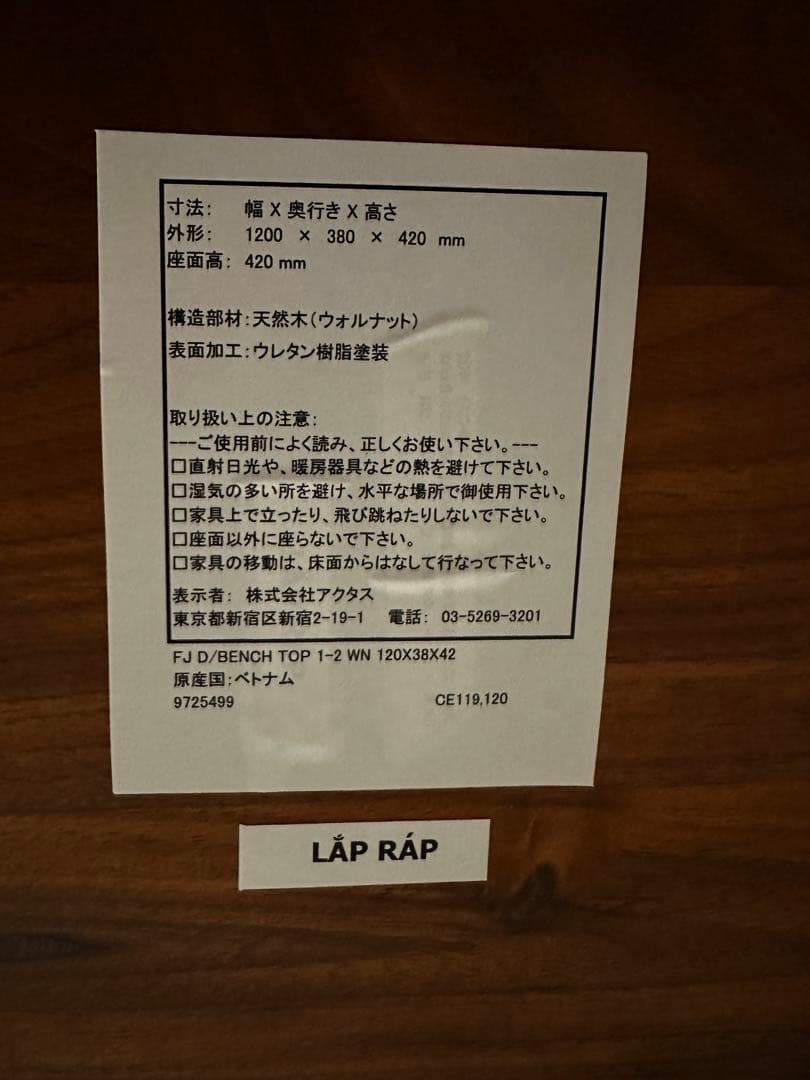 寸法： 幅 X 奥行き X 高さ
外形： 1200 × 380 × 420 mm
座面高： 420 mm
構造部材：天然木（ウォルナット）
表面加工：ウレタン樹脂塗装
取り扱い上の注意：
---ご使用前によく読み、正しくお使い下さい。---
□直射日光や、暖房器具などの熱を避けて下さい。
□湿気の多い所を避け、水平な場所で御使用下さい。
□家具上で立ったり、飛び跳ねたりしないで下さい。
□座面以外に座らないで下さい。
□家具の移動は、床面からはなして行なって下さい。
表示者： 株式会社アクタス
東京都新宿区新宿2-19-1 電話： 03-5269-3201
FJ D/BENCH TOP 1-2 WN 120X38X42
原産国：ベトナム
9725499 CE119,120
LẮP RÁP